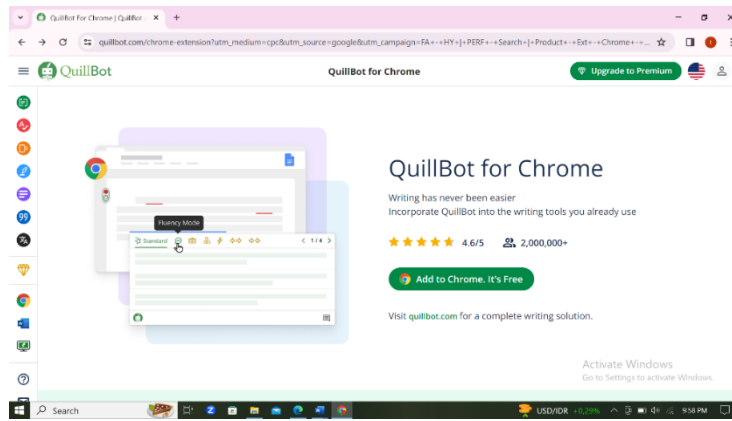 QuillBot for Chrome | QuillBot -
quillbot.com/chrome-extension?utm_medium=cpc&utm_source=google&utm_campaign=FA+-+HY+|+PERF+-+Search+|+Product+-+Ext+-+Chrome+-+...
QuillBot
QuillBot for Chrome
Upgrade to Premium
QuillBot for Chrome
Writing has never been easier
Incorporate QuillBot into the writing tools you already use
Fluency Mode
Standard
1/4
4.6/5
2,000,000+
Add to Chrome. It's Free
Visit quillbot.com for a complete writing solution.
99
Activate Windows
Go to Settings to activate Windows.
Search
USD/IDR +0,29%
9:58 PM